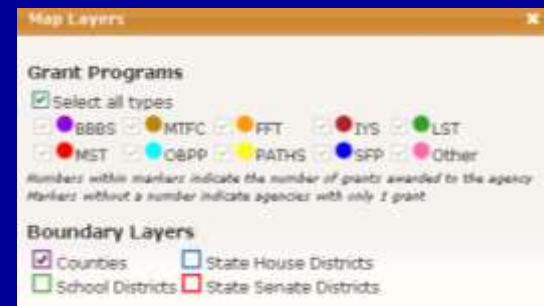 Map Layers
Grant Programs
Select all types
BBBS MTFC FFT IYS LST
MST OBPP PATHS SFP Other
Numbers within markers indicate the number of grants awarded to the agency
Markers without a number indicate agencies with only 1 grant
Boundary Layers
Counties State House Districts
School Districts State Senate Districts